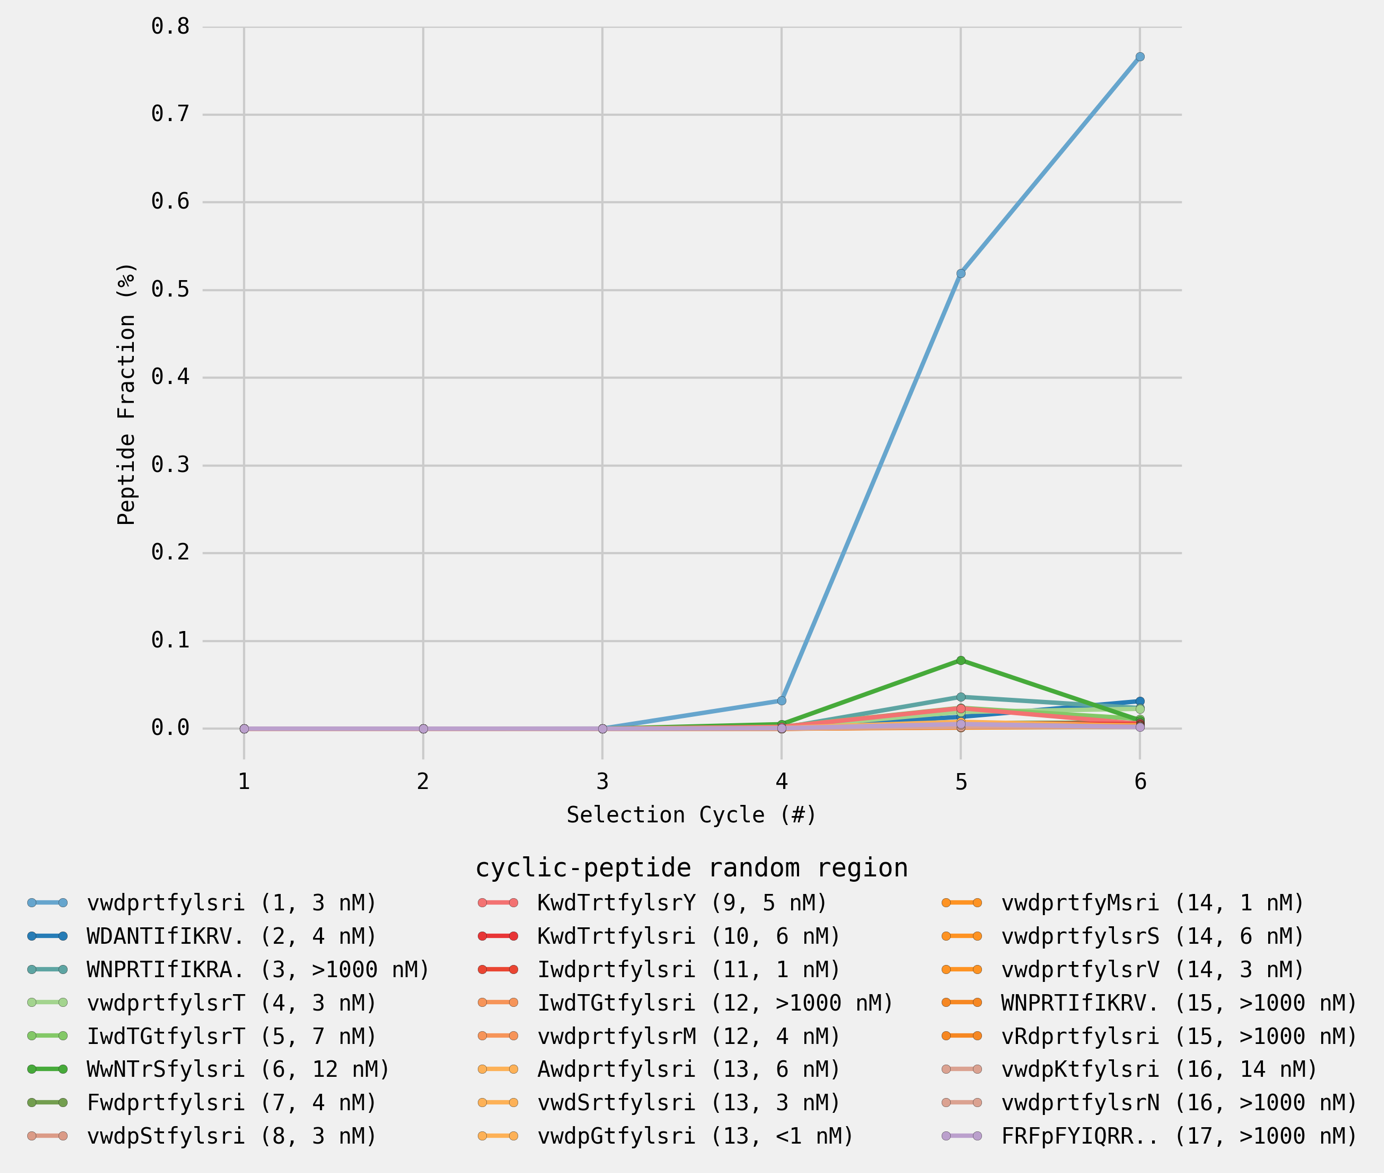 0.8
0.7
0.6
0.5
0.4
0.3
0.2
0.1
0.0
Peptide Fraction (%)
1 2 3 4 5 6
Selection Cycle (#)
cyclic-peptide random region
vwdprtfylsri (1, 3 nM)
WDANTIfIKRV. (2, 4 nM)
WNPRTIfIKRA. (3, >1000 nM)
vwdprtfylsrT (4, 3 nM)
IwdTGtfylsrT (5, 7 nM)
WwNTrSfylsri (6, 12 nM)
Fwdprtfylsri (7, 4 nM)
vwdpStfylsri (8, 3 nM)
KwdTrtfylsrY (9, 5 nM)
KwdTrtfylsri (10, 6 nM)
Iwdprtfylsri (11, 1 nM)
IwdTGtfylsri (12, >1000 nM)
vwdprtfylsrM (12, 4 nM)
Awdprtfylsri (13, 6 nM)
vwdSrtfylsri (13, 3 nM)
vwdpGtfylsri (13, <1 nM)
vwdprtfyMsri (14, 1 nM)
vwdprtfylsrS (14, 6 nM)
vwdprtfylsrV (14, 3 nM)
WNPRTIfIKRV. (15, >1000 nM)
vRdprtfylsri (15, >1000 nM)
vwdpKtfylsri (16, 14 nM)
vwdprtfylsrN (16, >1000 nM)
FRFpFYIQRR.. (17, >1000 nM)